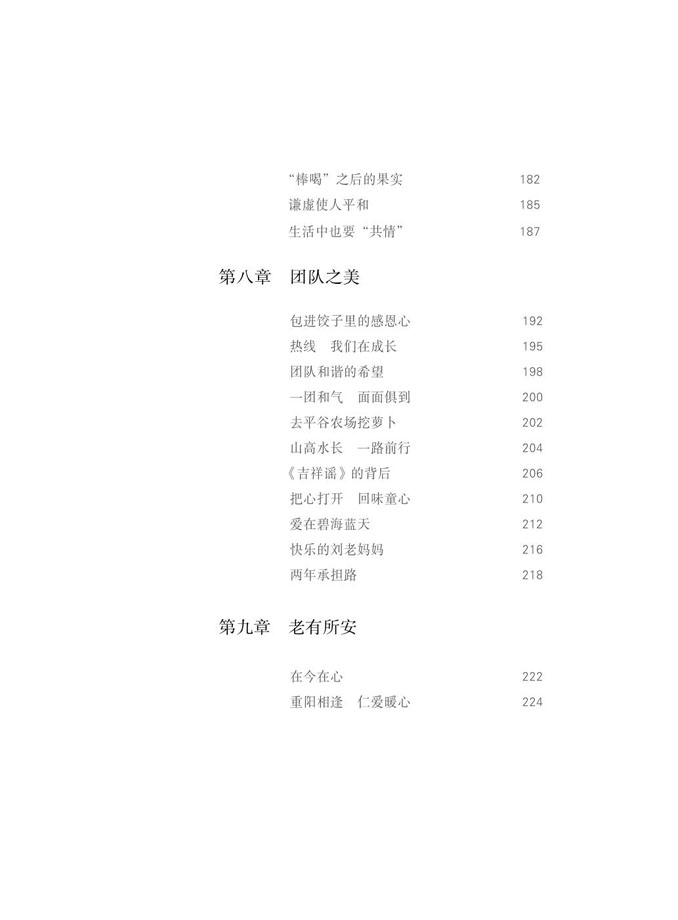 “棒喝”之后的果实 182
谦虚使人平和 185
生活中也要“共情” 187
第八章 团队之美
包进饺子里的感恩心 192
热线 我们在成长 195
团队和谐的希望 198
一团和气 面面俱到 200
去平谷农场挖萝卜 202
山高水长 一路前行 204
《吉祥谣》的背后 206
把心打开 回味童心 210
爱在碧海蓝天 212
快乐的刘老妈妈 216
两年承担路 218
第九章 老有所安
在今在心 222
重阳相逢 仁爱暖心 224